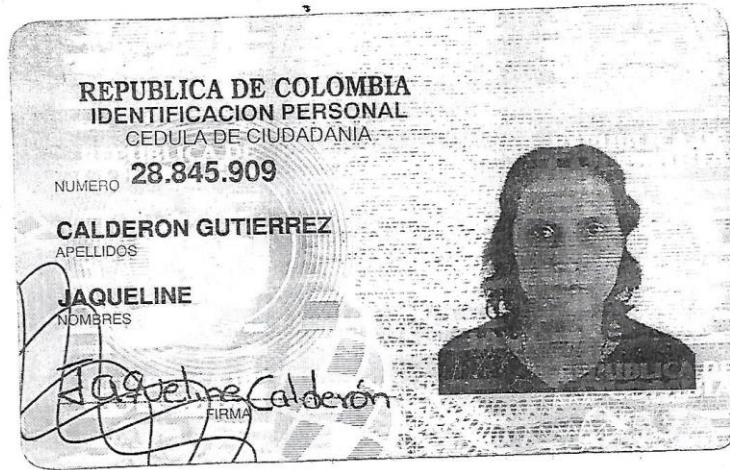 REPUBLICA DE COLOMBIA
IDENTIFICACION PERSONAL
CEDULA DE CIUDADANIA
NUMERO 28.845.909
CALDERON GUTIERREZ
APELLIDOS
JAQUELINE
NOMBRES
Jaqueline Calderón
FIRMA